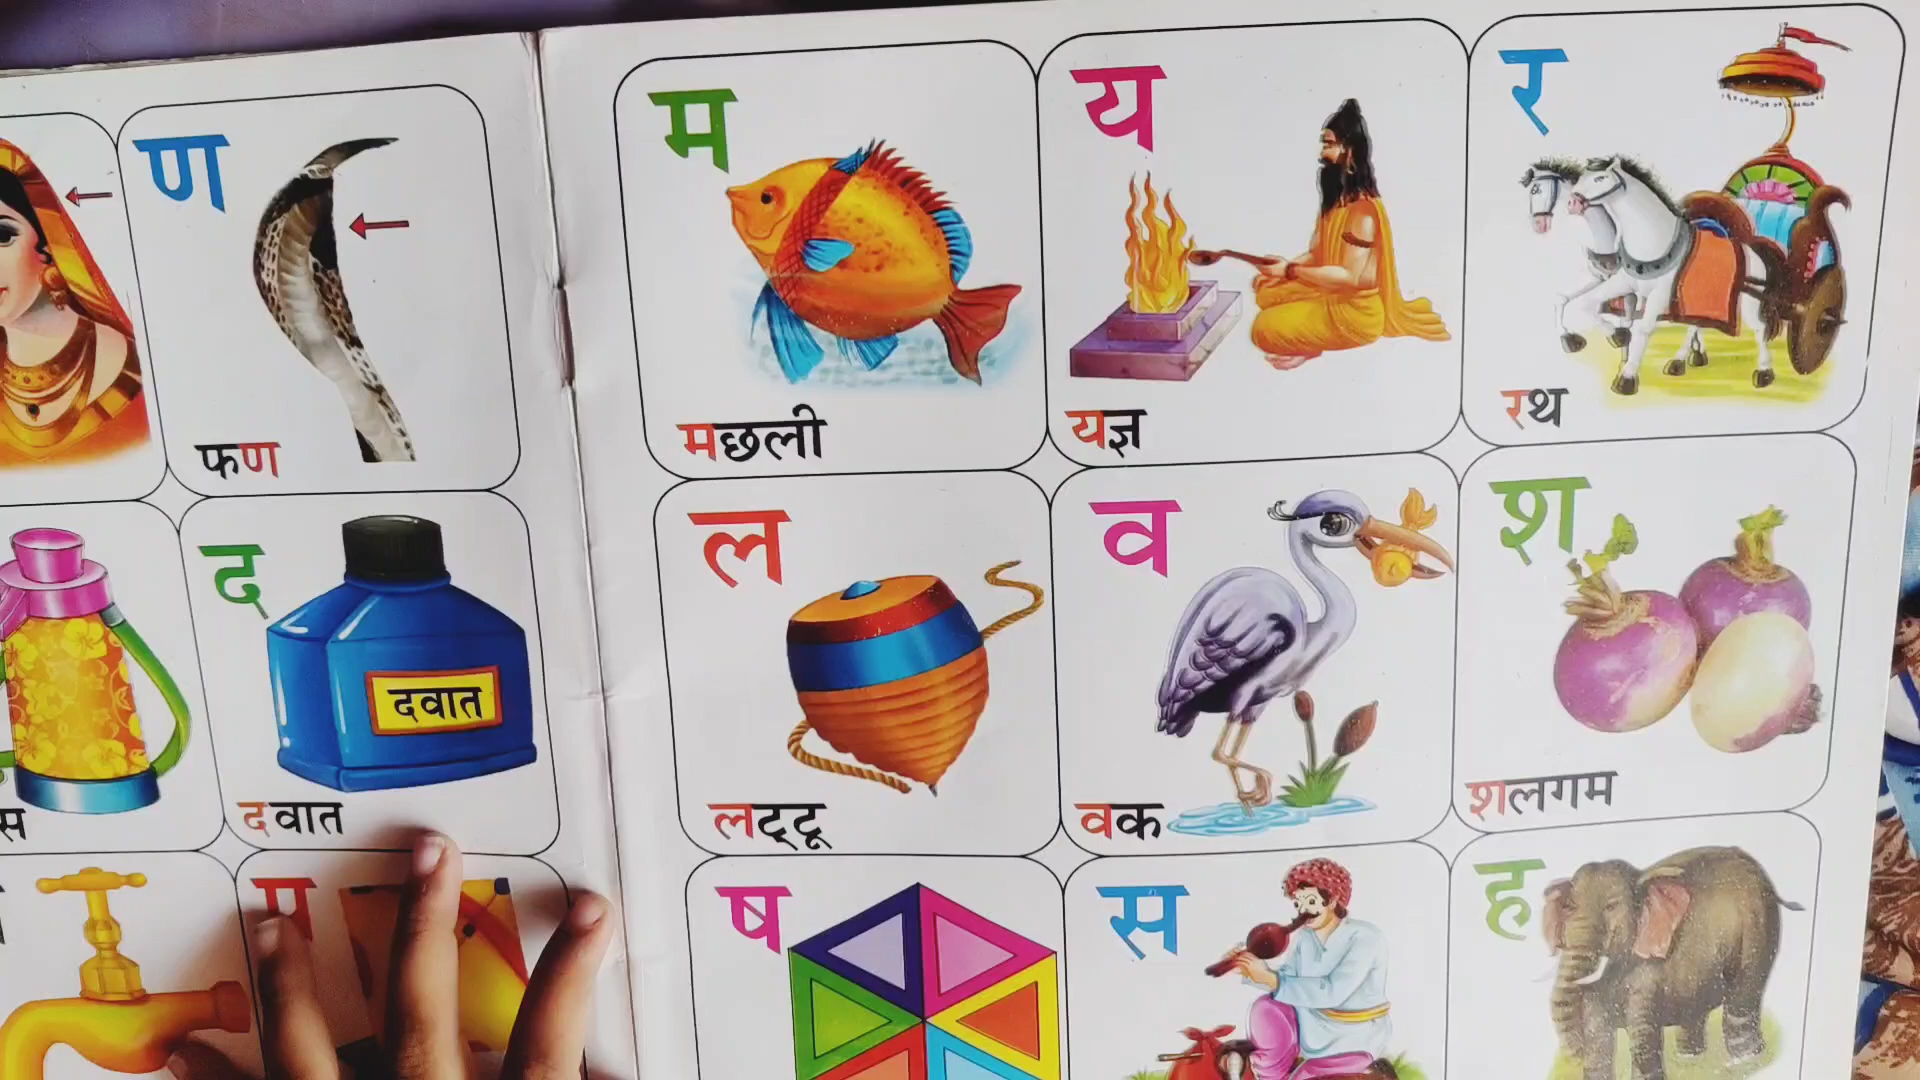 ण
फण
द
दवात
दवात
स
प
म
मछली
य
यज्ञ
र
रथ
ल
लट्टू
व
वक
श
शलगम
ष
स
ह